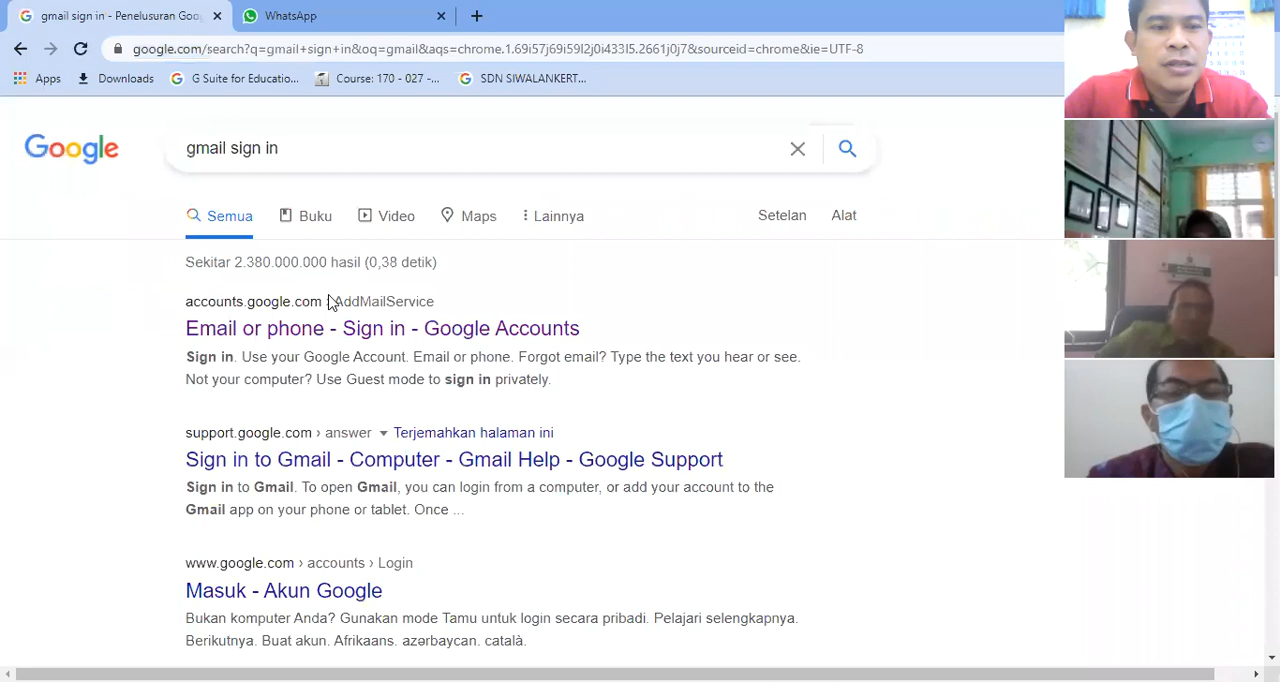 gmail sign in - Penelusuran Goo
WhatsApp
google.com/search?q=gmail+sign+in&oq=gmail&aqs=chrome.1.69i57j69i59l2j0i433l5.2661j0j7&sourceid=chrome&ie=UTF-8
Apps Downloads G Suite for Educatio... Course: 170 - 027 -... SDN SIWALANKERT...
Google
gmail sign in
Semua Buku Video Maps Lainnya Setelan Alat
Sekitar 2.380.000.000 hasil (0,38 detik)
accounts.google.com › AddMailService
Email or phone - Sign in - Google Accounts
Sign in. Use your Google Account. Email or phone. Forgot email? Type the text you hear or see.
Not your computer? Use Guest mode to sign in privately.
support.google.com › answer Terjemahkan halaman ini
Sign in to Gmail - Computer - Gmail Help - Google Support
Sign in to Gmail. To open Gmail, you can login from a computer, or add your account to the
Gmail app on your phone or tablet. Once ...
www.google.com › accounts › Login
Masuk - Akun Google
Bukan komputer Anda? Gunakan mode Tamu untuk login secara pribadi. Pelajari selengkapnya.
Berikutnya. Buat akun. Afrikaans. azərbaycan. català.